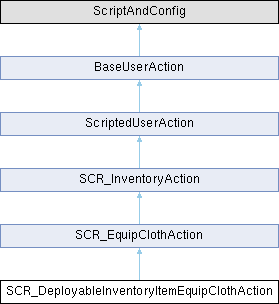 ScriptAndConfig
BaseUserAction
ScriptedUserAction
SCR_InventoryAction
SCR_EquipClothAction
SCR_DeployableInventoryItemEquipClothAction